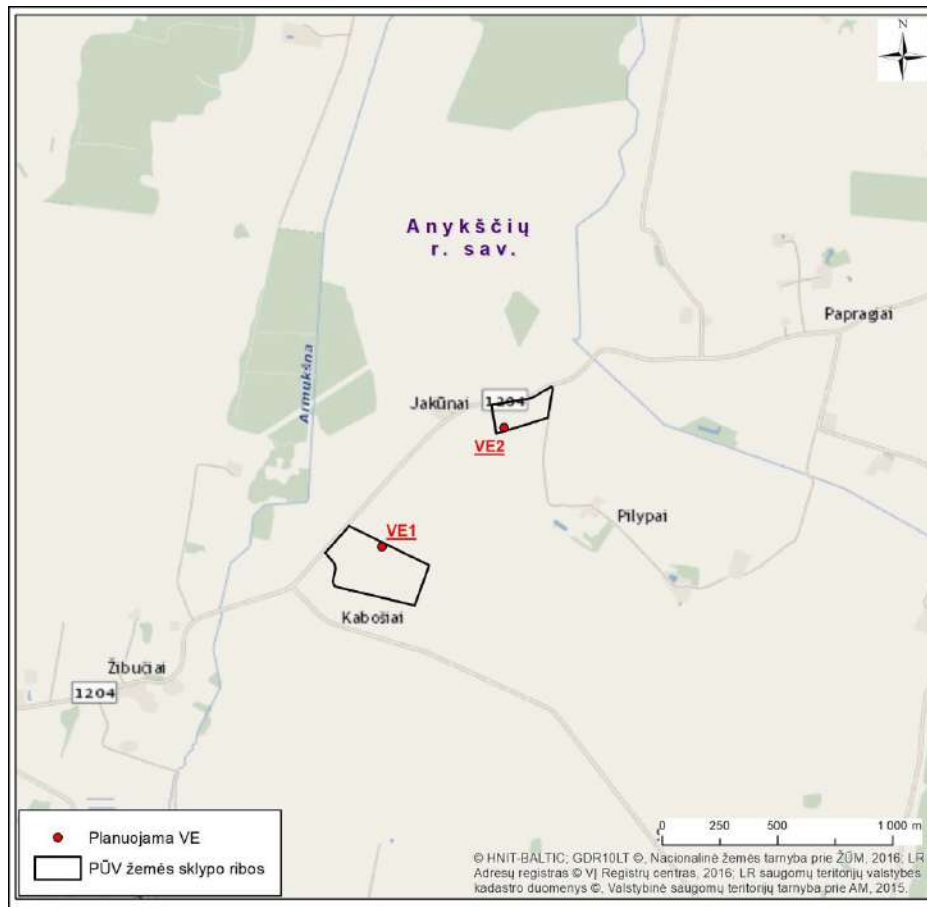 N
Anykščių
r. sav.
Papragiai
Armukšna
Jakūnai
1204
VE2
Pilypai
VE1
Kabošiai
Žibučiai
1204
Planuojama VE
PŪV žemės sklypo ribos
0 250 500 1 000 m
© HNIT-BALTIC; GDR10LT ©, Nacionalinė žemės tarnyba prie ŽŪM, 2016; LR
Adresų registras © VĮ Registrų centras, 2016; LR saugomų teritorijų valstybės
kadastro duomenys ©, Valstybinė saugomų teritorijų tarnyba prie AM, 2015.